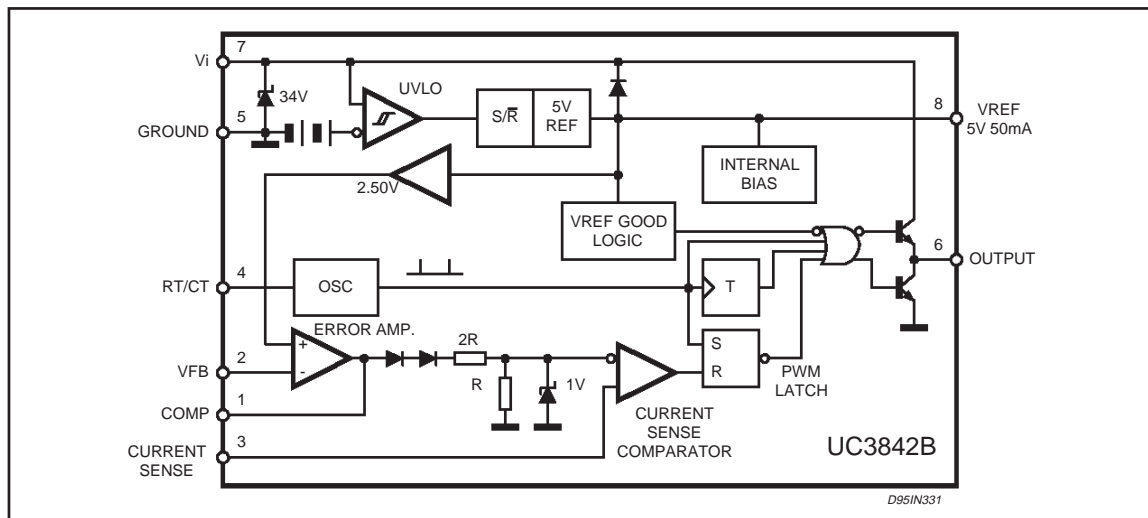 7
Vi
34V
UVLO
S/R̅
5V
REF
8
VREF
5V 50mA
5
GROUND
INTERNAL
BIAS
2.50V
VREF GOOD
LOGIC
6
OUTPUT
4
RT/CT
OSC
T
ERROR AMP.
2R
+
-
2
VFB
R
1V
S
R
PWM
LATCH
1
COMP
CURRENT
SENSE
COMPARATOR
3
CURRENT
SENSE
UC3842B
D95IN331